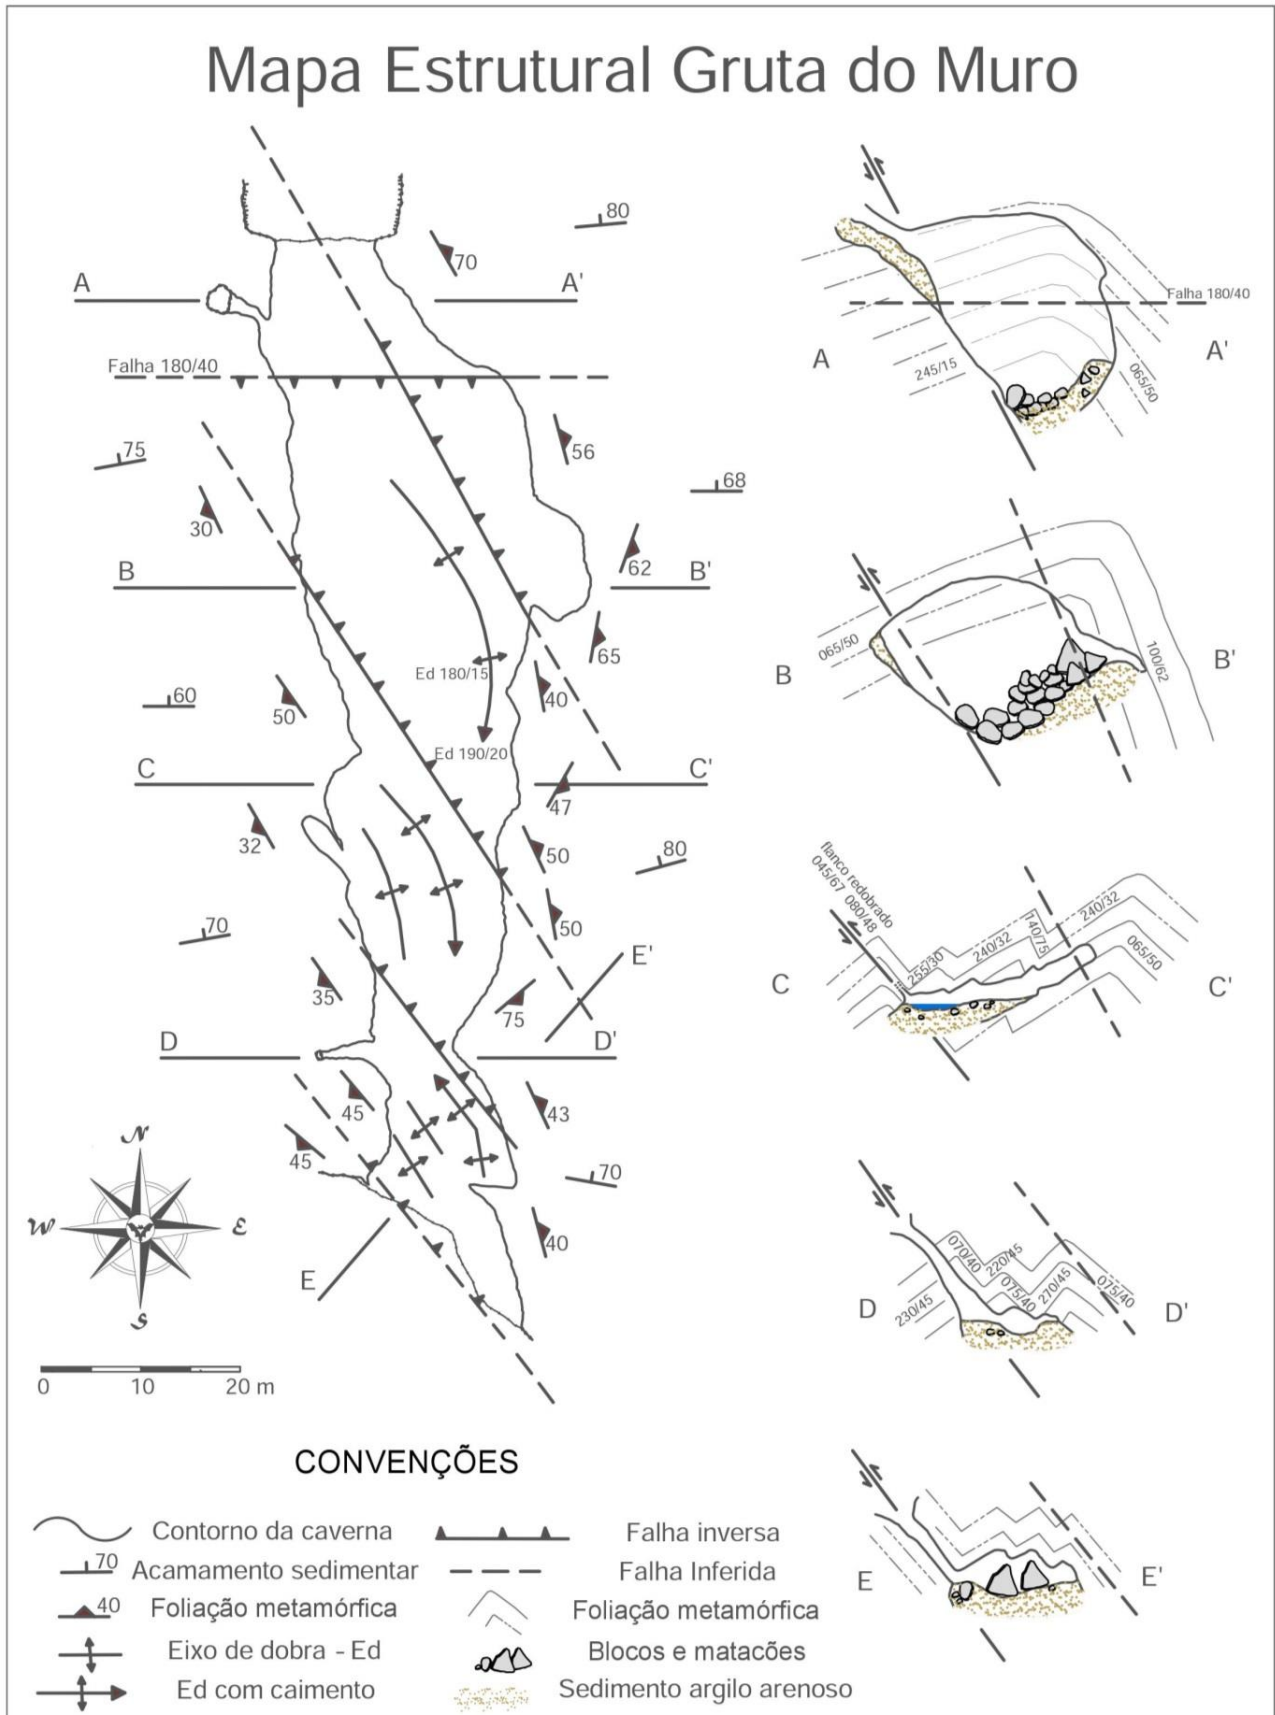 Mapa Estrutural Gruta do Muro
80
70
A
A'
Falha 180/40
75
56
30
68
B
B'
62
65
Ed 180/15
60
50
40
Ed 190/20
C
C'
47
32
50
80
70
50
E'
35
75
D
D'
45
43
45
70
N
W
E
S
E
40
0 10 20 m
Falha 180/40
A
A'
245/15
065/50
B
B'
065/50
100/62
flanco redobrado
045/67 080/48
C
C'
255/30
240/32
140/75
240/32
065/50
D
D'
230/45
070/40
220/45
075/40
270/45
075/40
E
E'
CONVENÇÕES
Contorno da caverna
Falha inversa
70
Acamamento sedimentar
Falha Inferida
40
Foliação metamórfica
Foliação metamórfica
Eixo de dobra - Ed
Blocos e matacões
Ed com caimento
Sedimento argilo arenoso